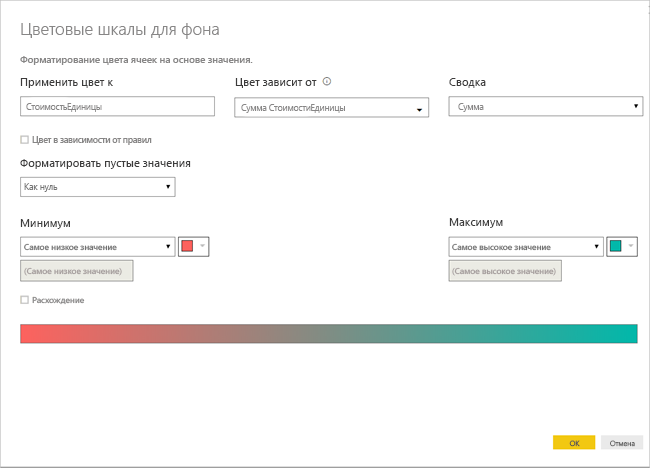 Цветовые шкалы для фона
Форматирование цвета ячеек на основе значения.
Применить цвет к
Цвет зависит от
Сводка
СтоимостьЕдиницы
Сумма СтоимостиЕдиницы
Сумма
Цвет в зависимости от правил
Форматировать пустые значения
Как нуль
Минимум
Максимум
Самое низкое значение
Самое высокое значение
(Самое низкое значение)
(Самое высокое значение)
Расхождение
ОК
Отмена